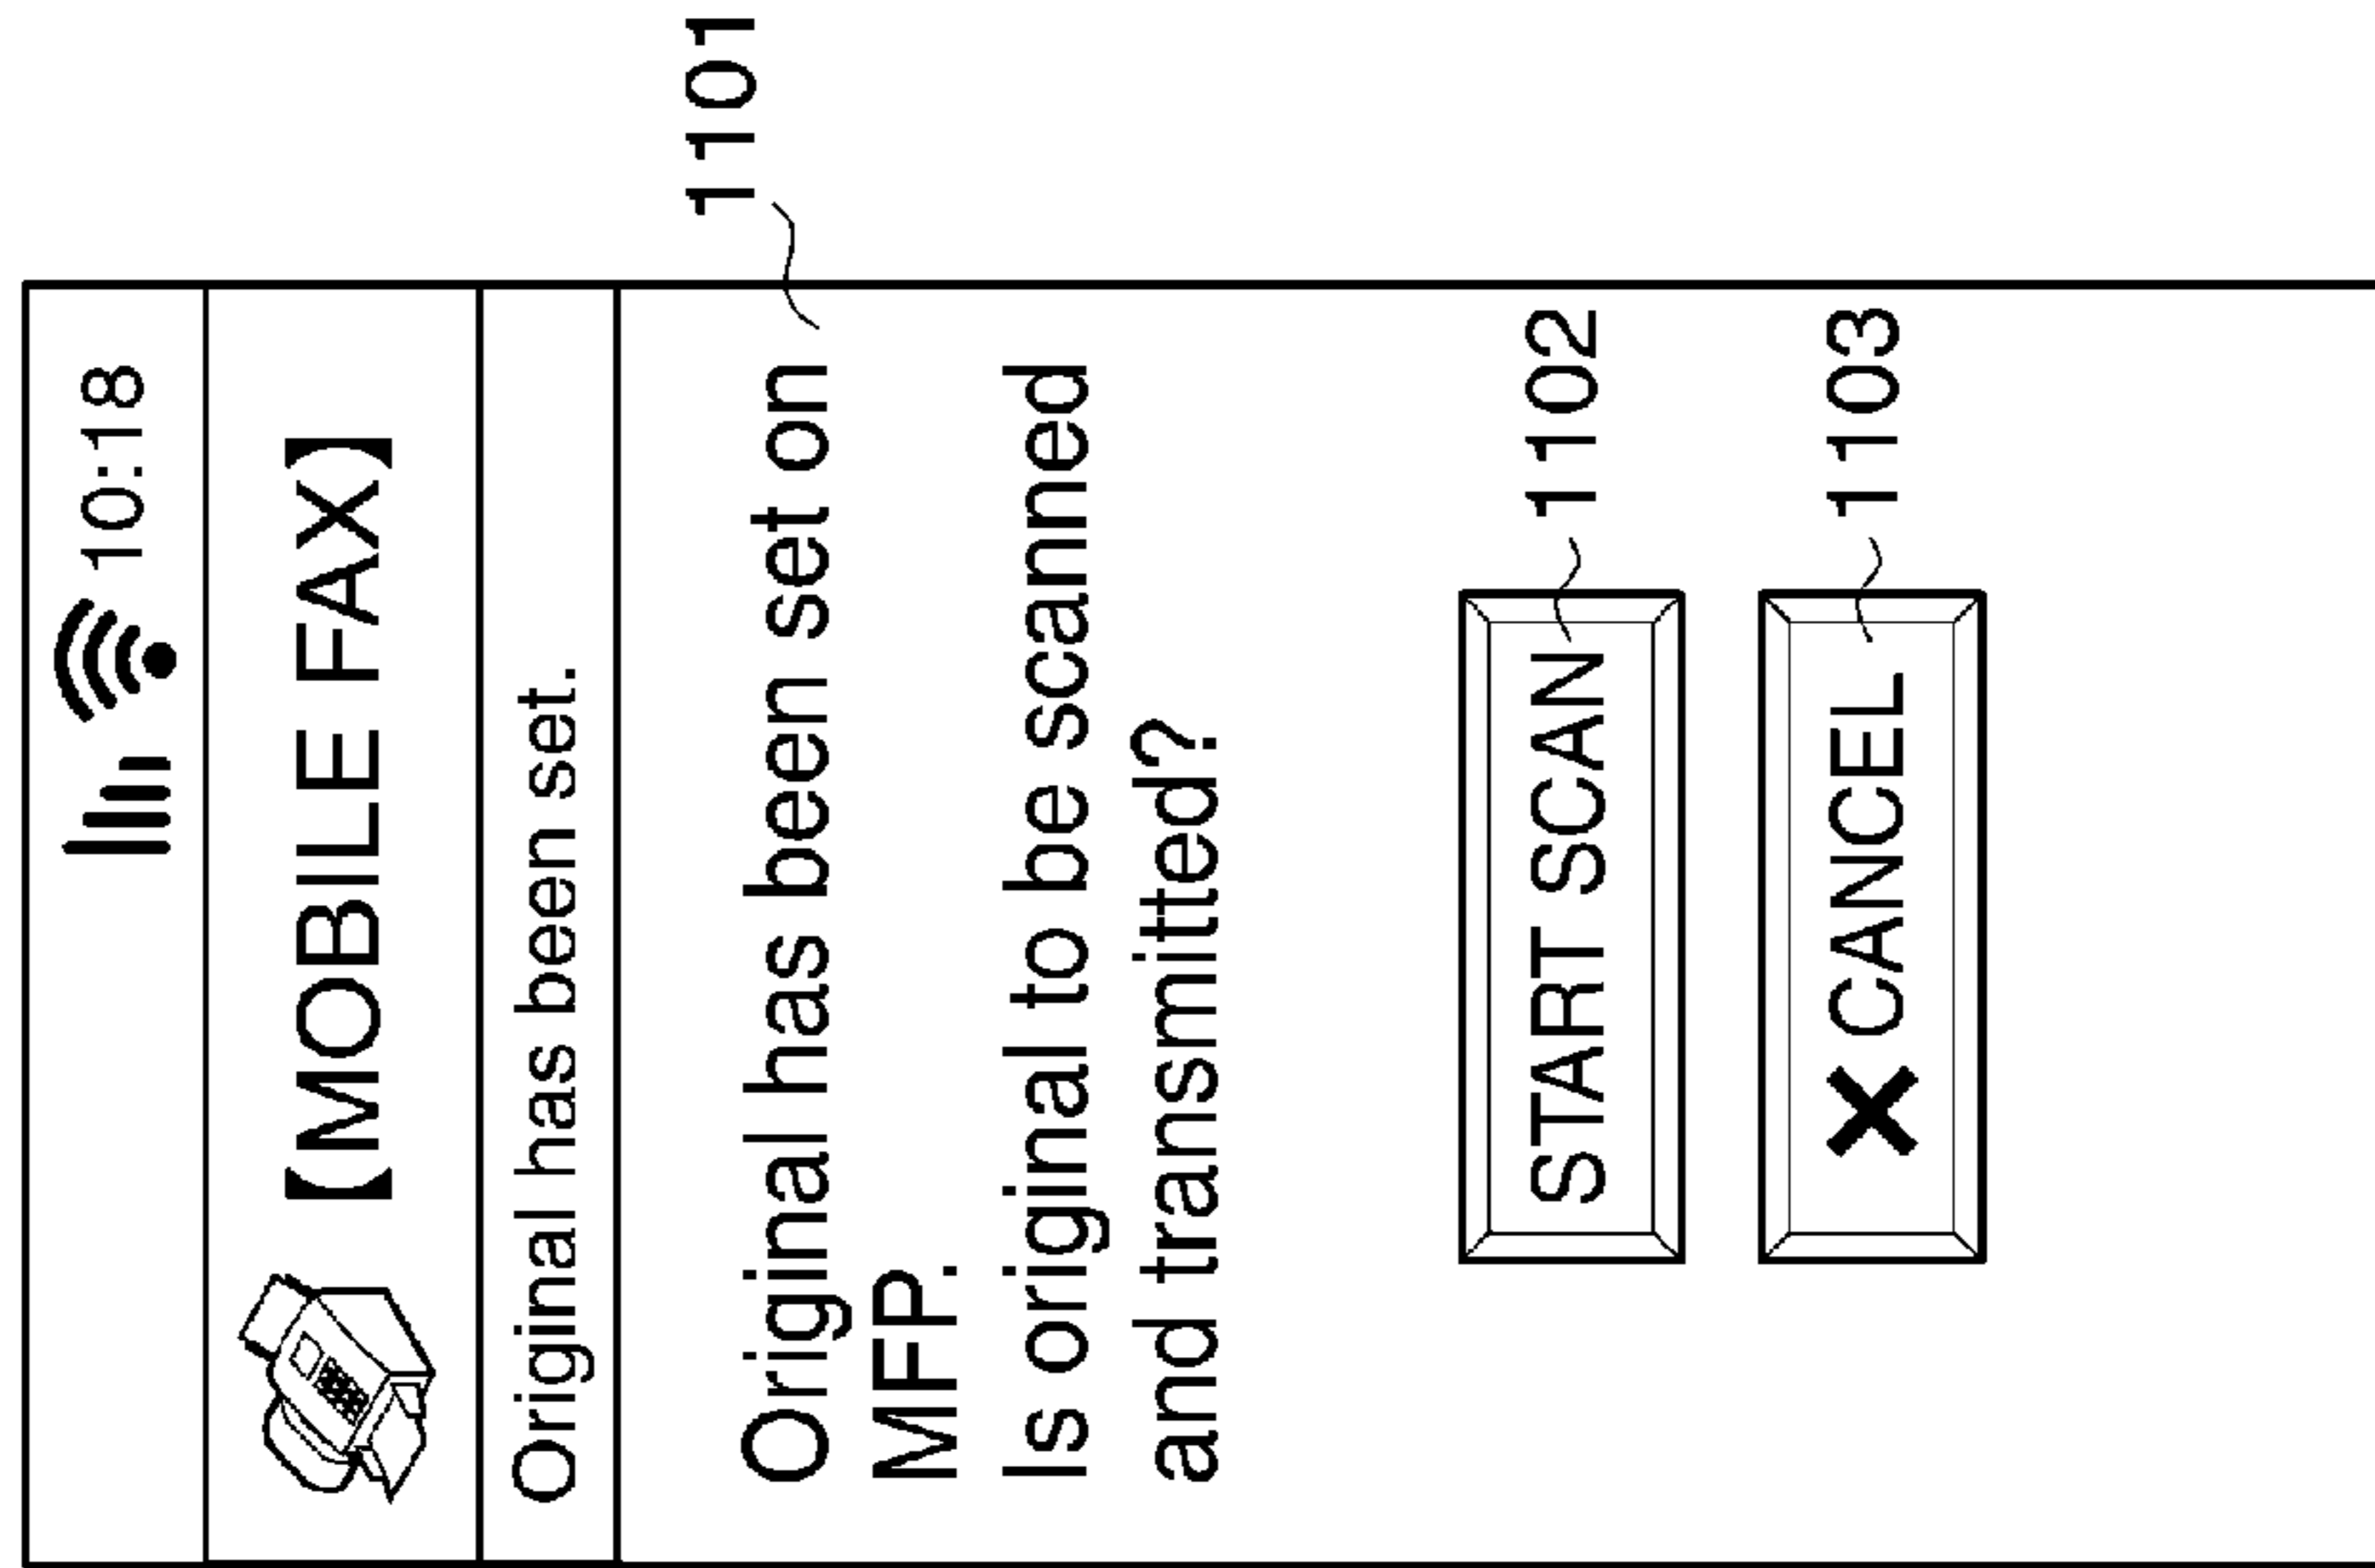 10:18
【MOBILE FAX】
Original has been set.
1101
Original has been set on
MFP.
Is original to be scanned
and transmitted?
START SCAN
1102
× CANCEL
1103